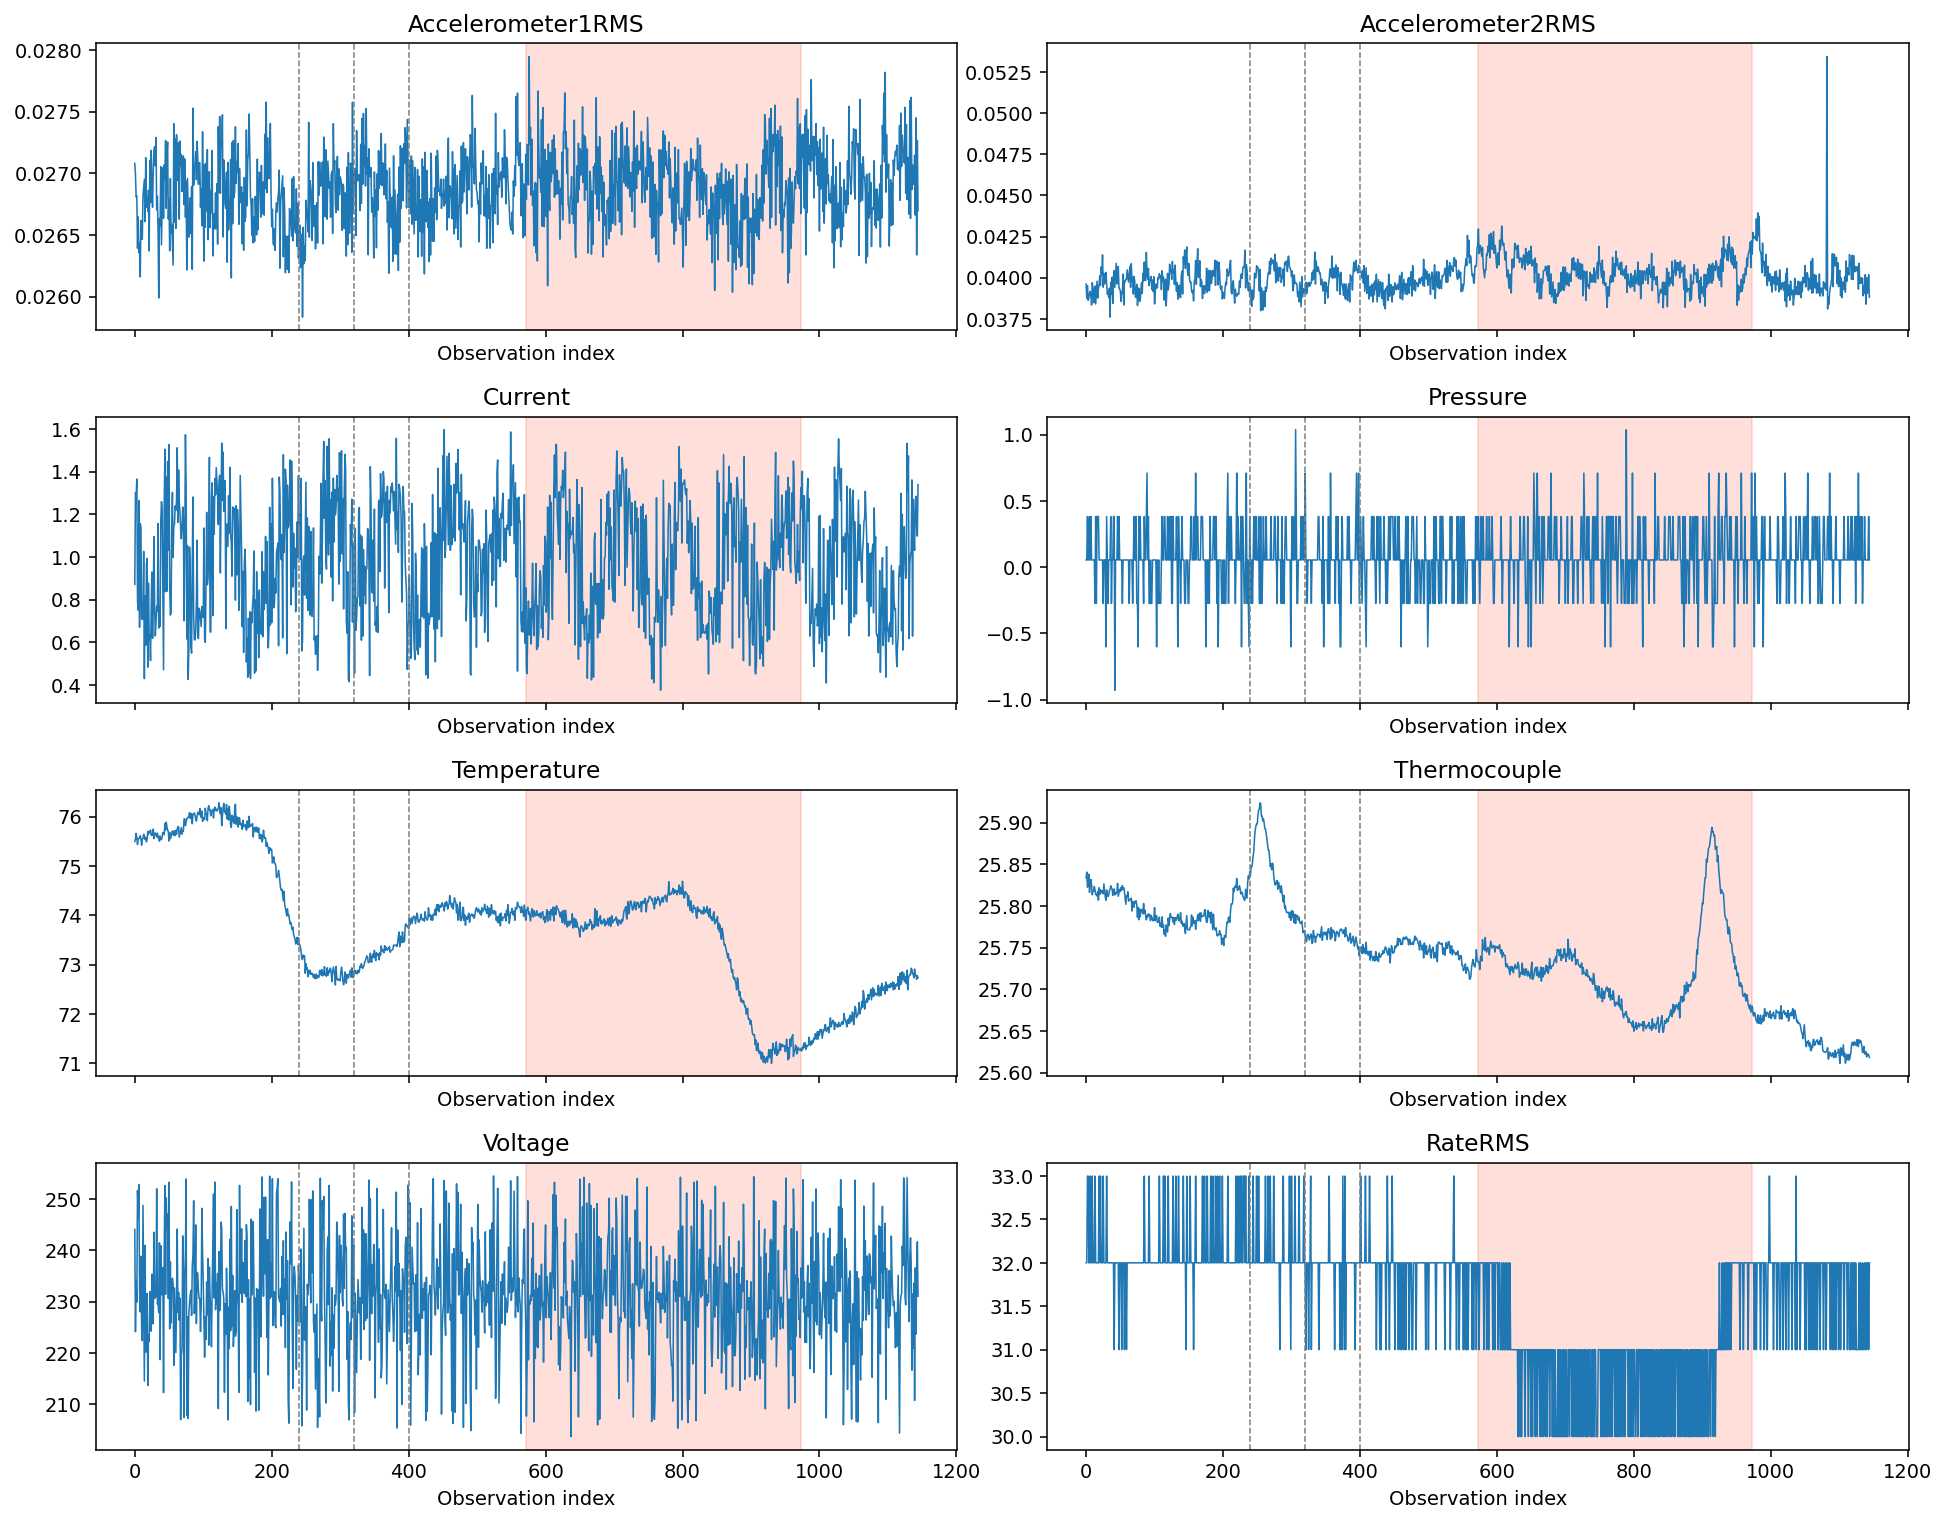 Accelerometer1RMS
0.0280
0.0275
0.0270
0.0265
0.0260
Observation index
Accelerometer2RMS
0.0525
0.0500
0.0475
0.0450
0.0425
0.0400
0.0375
Observation index
Current
1.6
1.4
1.2
1.0
0.8
0.6
0.4
Observation index
Pressure
1.0
0.5
0.0
−0.5
−1.0
Observation index
Temperature
76
75
74
73
72
71
Observation index
Thermocouple
25.90
25.85
25.80
25.75
25.70
25.65
25.60
Observation index
Voltage
250
240
230
220
210
0 200 400 600 800 1000 1200
Observation index
RateRMS
33.0
32.5
32.0
31.5
31.0
30.5
30.0
0 200 400 600 800 1000 1200
Observation index